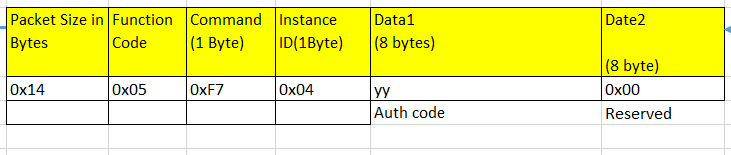 Packet Size in Bytes
Function Code
Command (1 Byte)
Instance ID(1Byte)
Data1 (8 bytes)
Date2 (8 byte)
0x14 0x05 0xF7 0x04 yy 0x00
Auth code Reserved